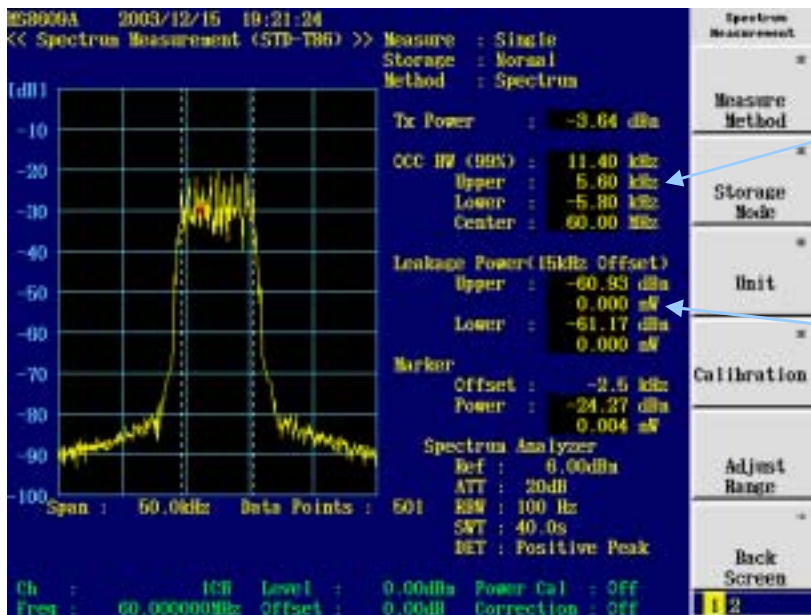 MS8609A 2003/12/15 19:21:24
<< Spectrum Measurement (STD-T86) >>
Measure : Single
Storage : Normal
Method : Spectrum
[dB]
-10
-20
-30
-40
-50
-60
-70
-80
-90
-100
Tx Power : -3.64 dBm
OCC BW (99%) : 11.40 kHz
Upper : 5.60 kHz
Lower : -5.80 kHz
Center : 60.00 MHz
Leakage Power(15kHz Offset)
Upper : -60.93 dBm
0.000 mW
Lower : -61.17 dBm
0.000 mW
Marker
Offset : -2.5 kHz
Power : -24.27 dBm
0.004 mW
Spectrum Analyzer
Ref : 6.00dBm
ATT : 20dB
RBW : 100 Hz
SWT : 40.0s
DET : Positive Peak
Span : 50.0kHz Data Points : 501
Ch : 1CH Level : 0.00dBm Power Cal : Off
Freq : 60.000000MHz Offset : 0.00dB Correction : Off
Spectrum
Measurement
Measure
Method
Storage
Mode
Unit
Calibration
Adjust
Range
Back
Screen
1 2